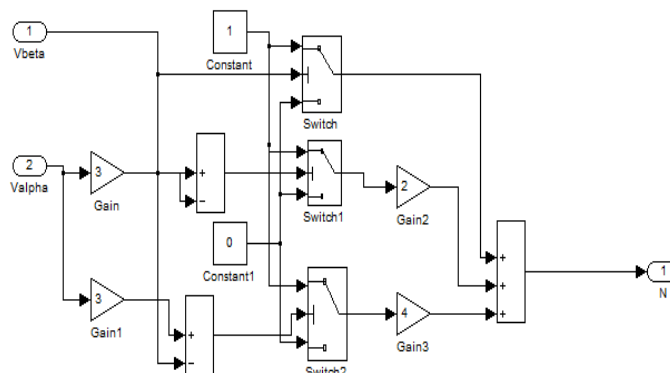 1
Vbeta
1
Constant
Switch
2
Valpha
3
Gain
+
−
Switch1
2
Gain2
0
Constant1
3
Gain1
+
−
Switch2
4
Gain3
+
+
+
1
N